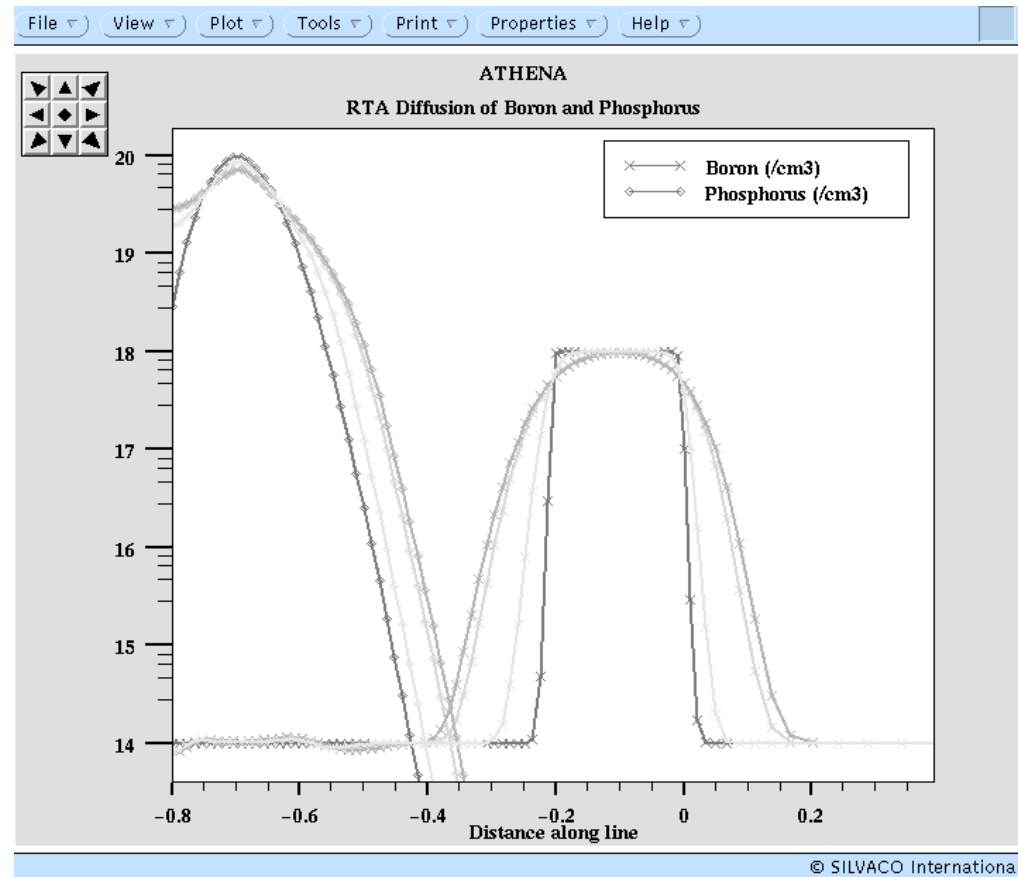 File View Plot Tools Print Properties Help
ATHENA
RTA Diffusion of Boron and Phosphorus
Boron (/cm3)
Phosphorus (/cm3)
20
19
18
17
16
15
14
−0.8 −0.6 −0.4 −0.2 0 0.2
Distance along line
© SILVACO Internationa